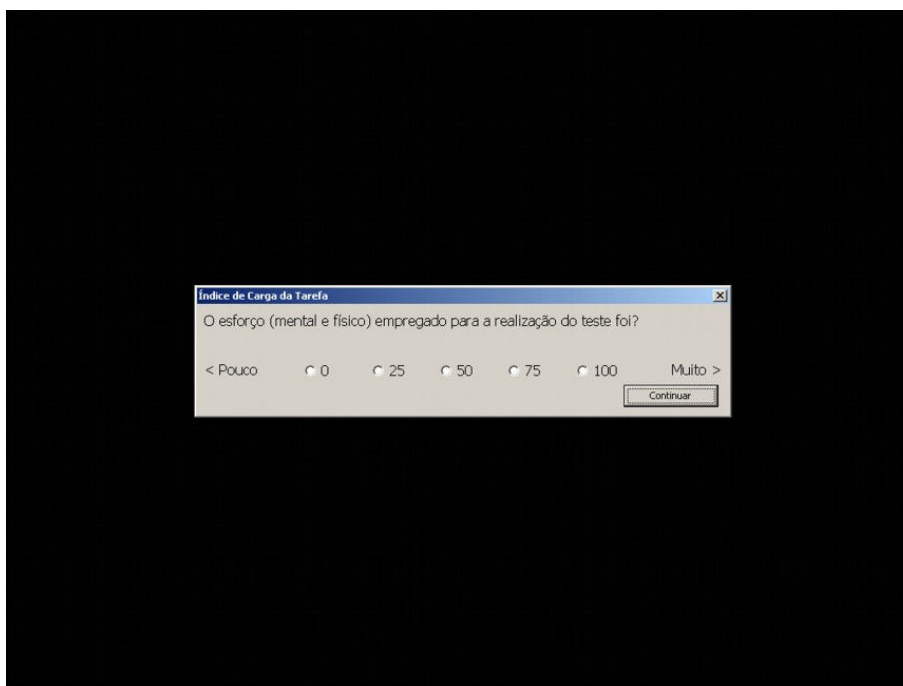 Índice de Carga da Tarefa
O esforço (mental e físico) empregado para a realização do teste foi?
< Pouco 0 25 50 75 100 Muito >
Continuar